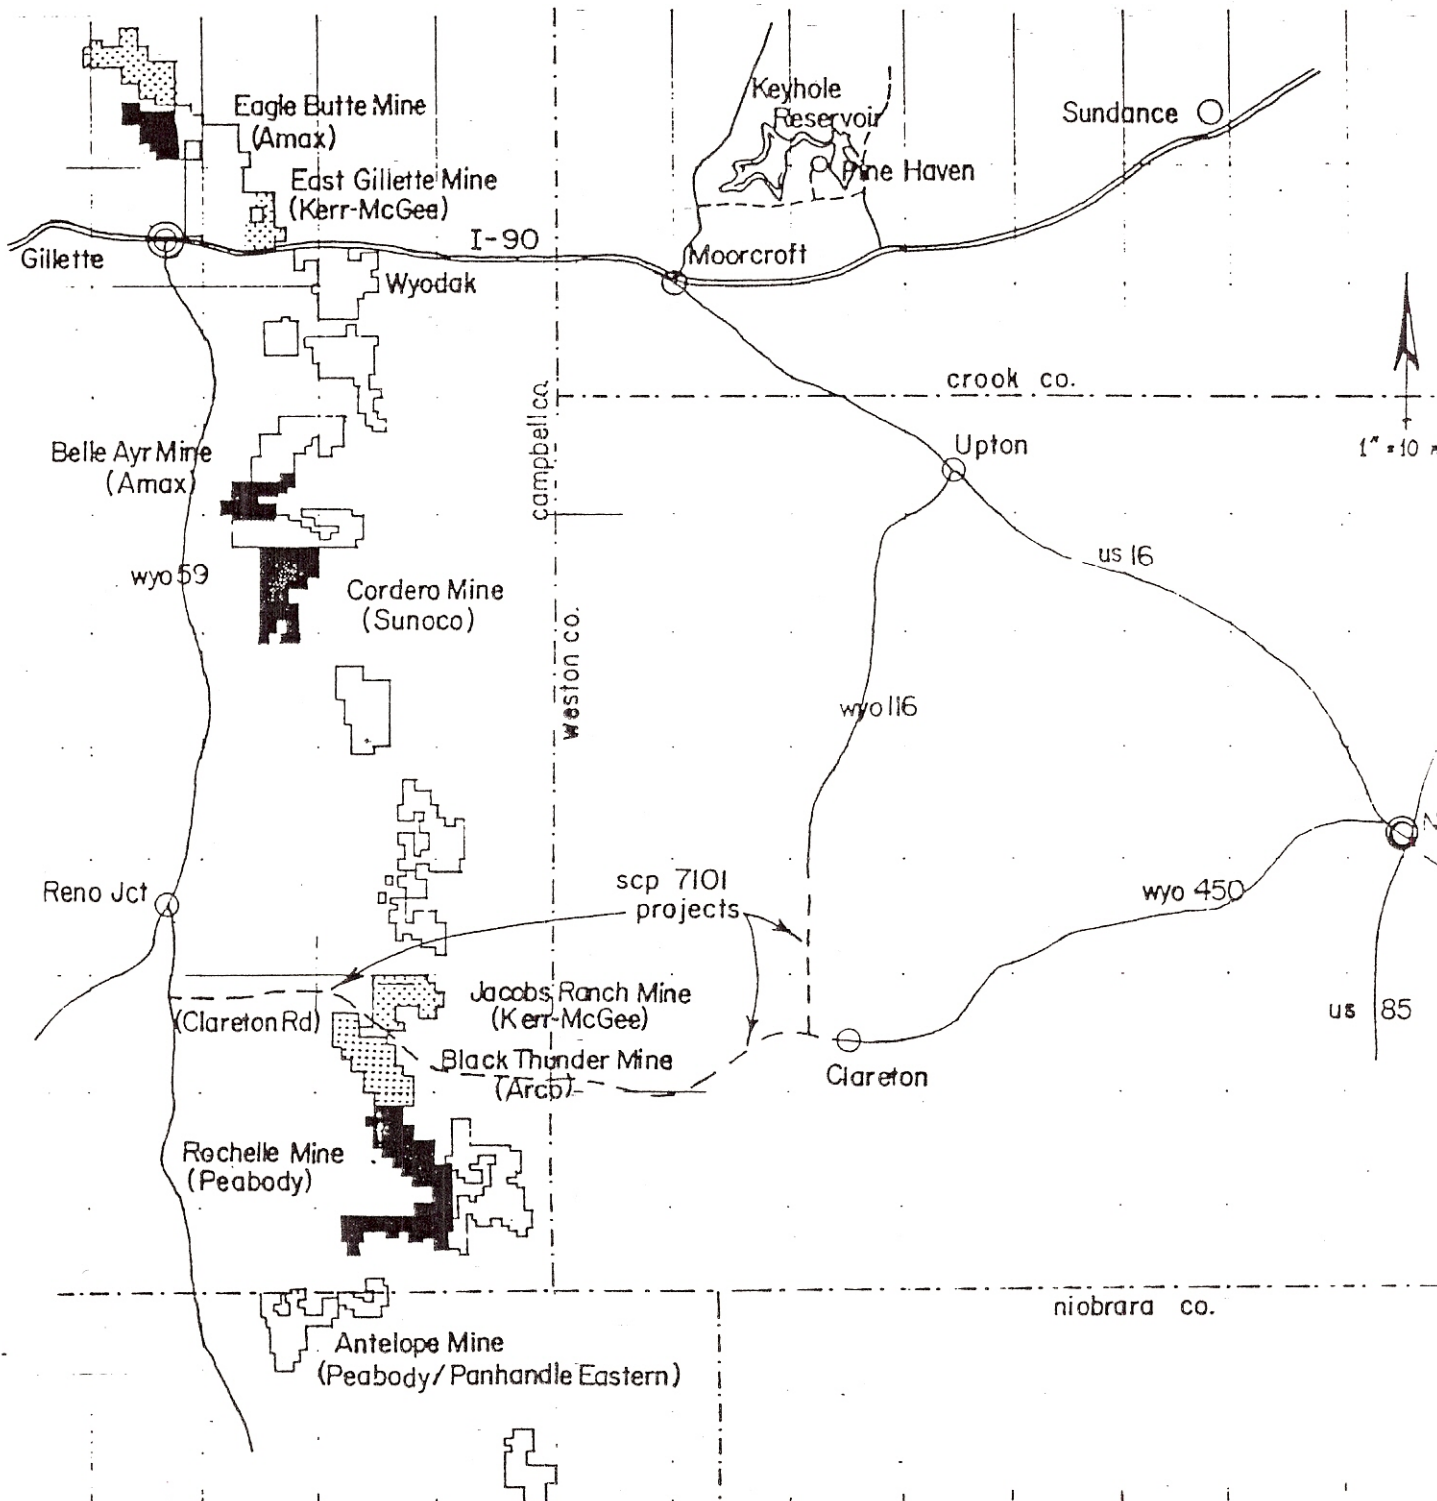 Keyhole
Reservoir
Sundance
Eagle Butte Mine
(Amax)
Pine Haven
East Gillette Mine
(Kerr-McGee)
I-90
Gillette
Moorcroft
Wyodak
crook co.
campbell co.
Upton
1" = 10
Belle Ayr Mine
(Amax)
us 16
wyo 59
Cordero Mine
(Sunoco)
weston co.
wyo 116
N
scp 7101
projects
Reno Jct
wyo 450
Jacobs Ranch Mine
(Kerr-McGee)
us 85
(Clareton Rd)
Black Thunder Mine
(Arco)
Clareton
Rochelle Mine
(Peabody)
niobrara co.
Antelope Mine
(Peabody/Panhandle Eastern)